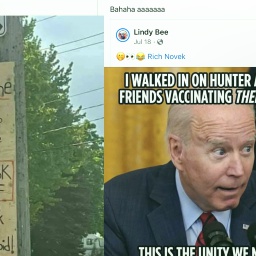 Bahaha aaaaaaa
Lindy Bee
Jul 18
Rich Novek
I WALKED IN ON HUNTER
FRIENDS VACCINATING THE
THIS IS THE UNITY WE